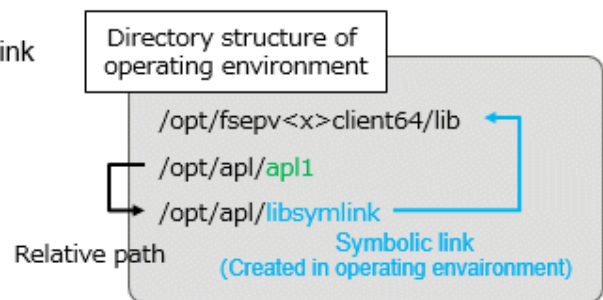 ink
Directory structure of
operating environment
/opt/fsepv<x>client64/lib
/opt/apl/apl1
/opt/apl/libsymlink
Relative path
Symbolic link
(Created in operating envaironment)